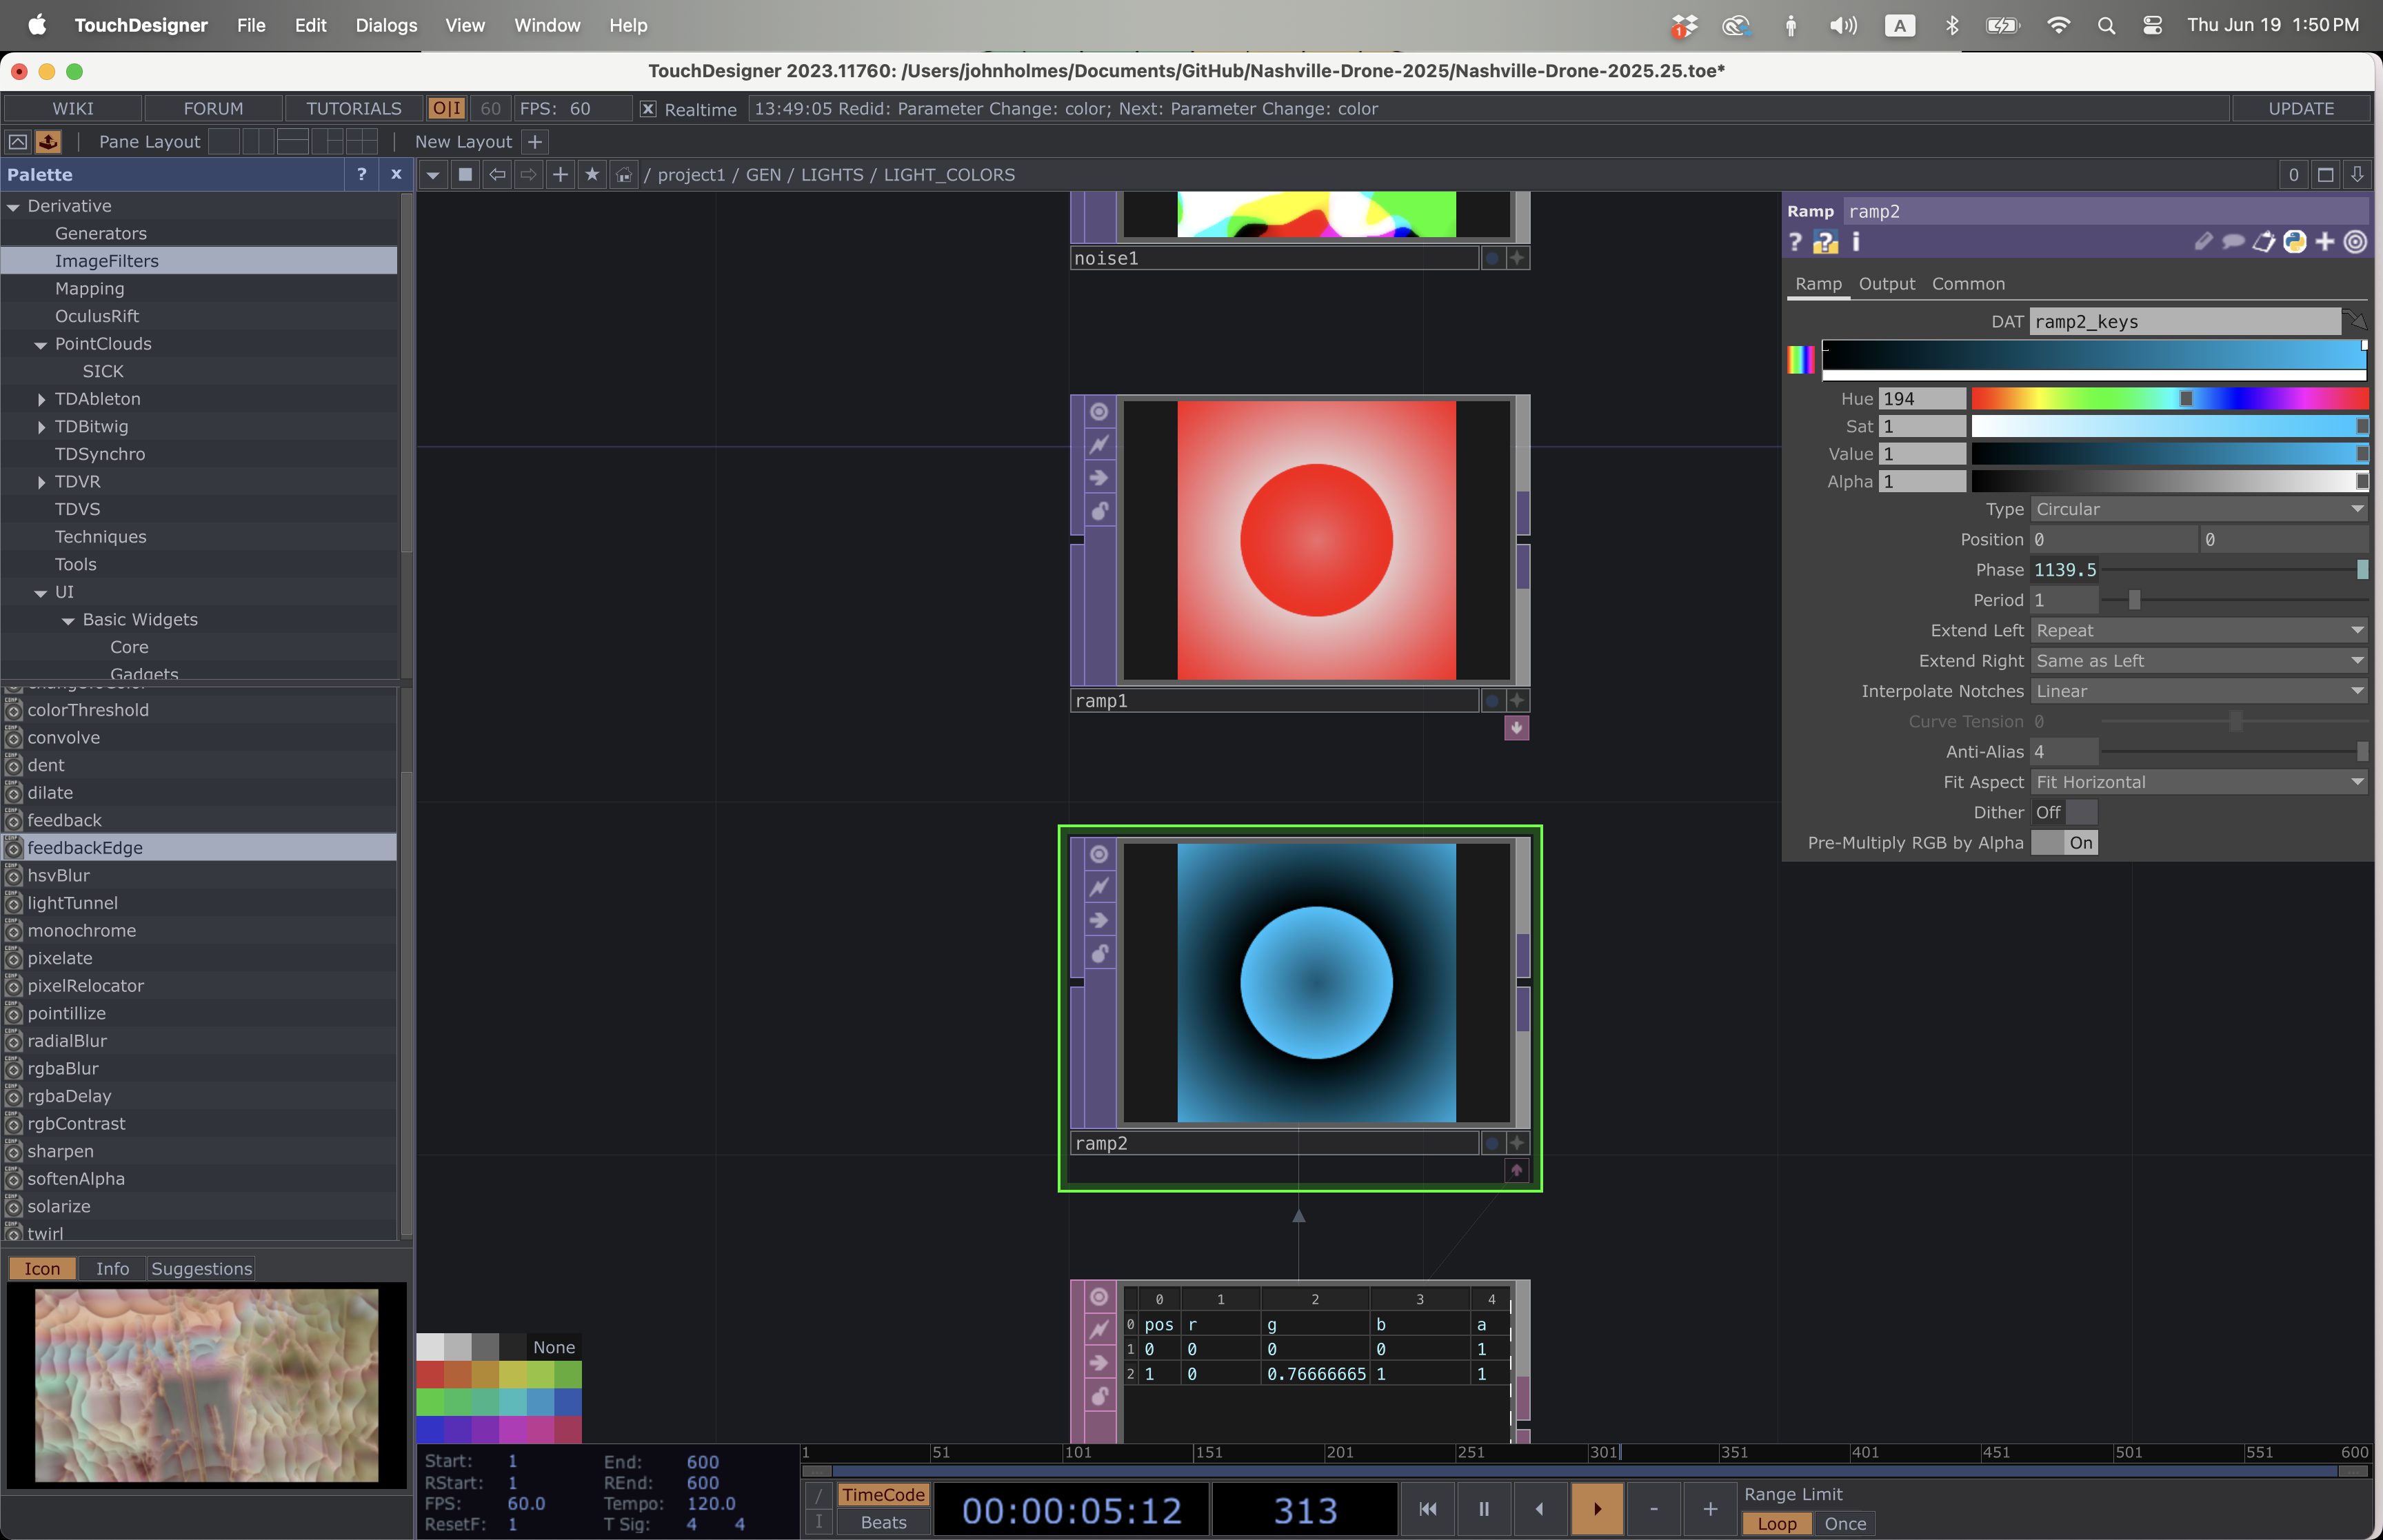 TouchDesigner File Edit Dialogs View Window Help
1 A Thu Jun 19 1:50 PM
TouchDesigner 2023.11760: /Users/johnholmes/Documents/GitHub/Nashville-Drone-2025/Nashville-Drone-2025.25.toe*
WIKI FORUM TUTORIALS O|I 60 FPS: 60 Realtime 13:49:05 Redid: Parameter Change: color; Next: Parameter Change: color UPDATE
Pane Layout New Layout +
Palette ? x
/ project1 / GEN / LIGHTS / LIGHT_COLORS 0
Derivative
Generators
ImageFilters
Mapping
OculusRift
PointClouds
SICK
TDAbleton
TDBitwig
TDSynchro
TDVR
TDVS
Techniques
Tools
UI
Basic Widgets
Core
Gadgets
colorThreshold
convolve
dent
dilate
feedback
feedbackEdge
hsvBlur
lightTunnel
monochrome
pixelate
pixelRelocator
pointillize
radialBlur
rgbaBlur
rgbaDelay
rgbContrast
sharpen
softenAlpha
solarize
twirl
Icon Info Suggestions
noise1
ramp1
ramp2
0 1 2 3 4
0 pos r g b a
1 0 0 0 0 1
2 1 0 0.76666665 1 1
Ramp ramp2
? ? i
Ramp Output Common
DAT ramp2_keys
Hue 194
Sat 1
Value 1
Alpha 1
Type Circular
Position 0 0
Phase 1139.5
Period 1
Extend Left Repeat
Extend Right Same as Left
Interpolate Notches Linear
Curve Tension 0
Anti-Alias 4
Fit Aspect Fit Horizontal
Dither Off
Pre-Multiply RGB by Alpha On
None
1 51 101 151 201 251 301 351 401 451 501 551 600
Start: 1 End: 600
RStart: 1 REnd: 600
FPS: 60.0 Tempo: 120.0
ResetF: 1 T Sig: 4 4
/ TimeCode 00:00:05:12 313 - + Range Limit
I Beats Loop Once